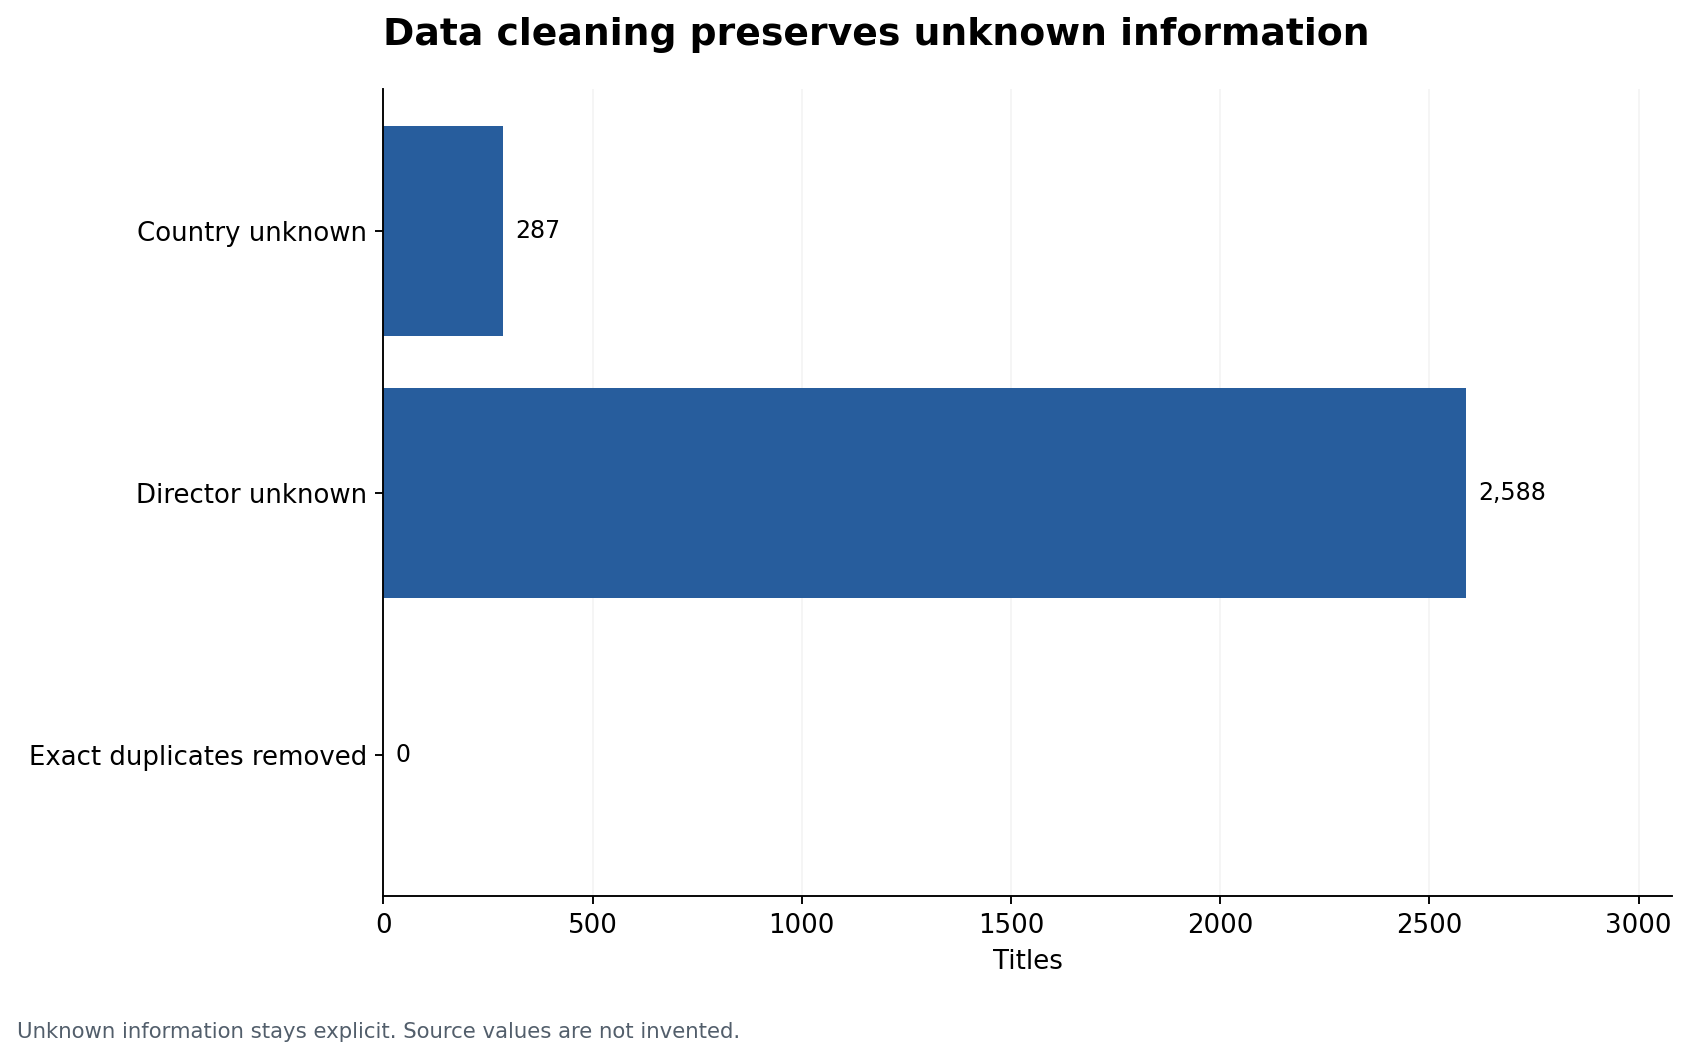 Data cleaning preserves unknown information
Country unknown
287
Director unknown
2,588
Exact duplicates removed
0
0 500 1000 1500 2000 2500 3000
Titles
Unknown information stays explicit. Source values are not invented.